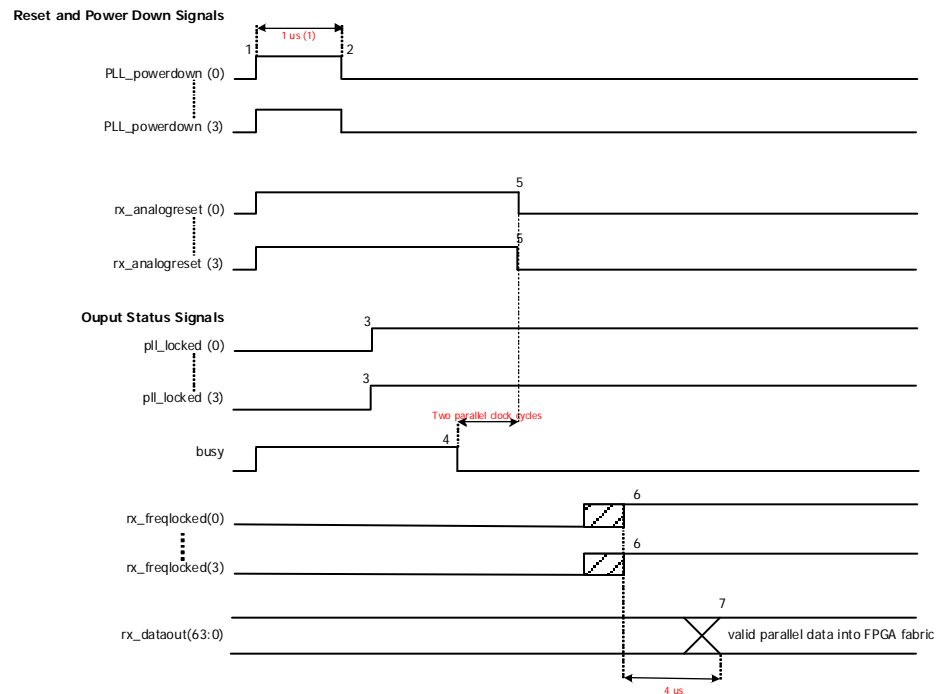 Reset and Power Down Signals
1 us (1)
1
2
PLL_powerdown (0)
PLL_powerdown (3)
5
rx_analogreset (0)
5
rx_analogreset (3)
Ouput Status Signals
3
pll_locked (0)
3
pll_locked (3)
Two parallel clock cycles
4
busy
6
rx_freqlocked(0)
6
rx_freqlocked(3)
7
rx_dataout(63:0)
valid parallel data into FPGA fabric
4 us